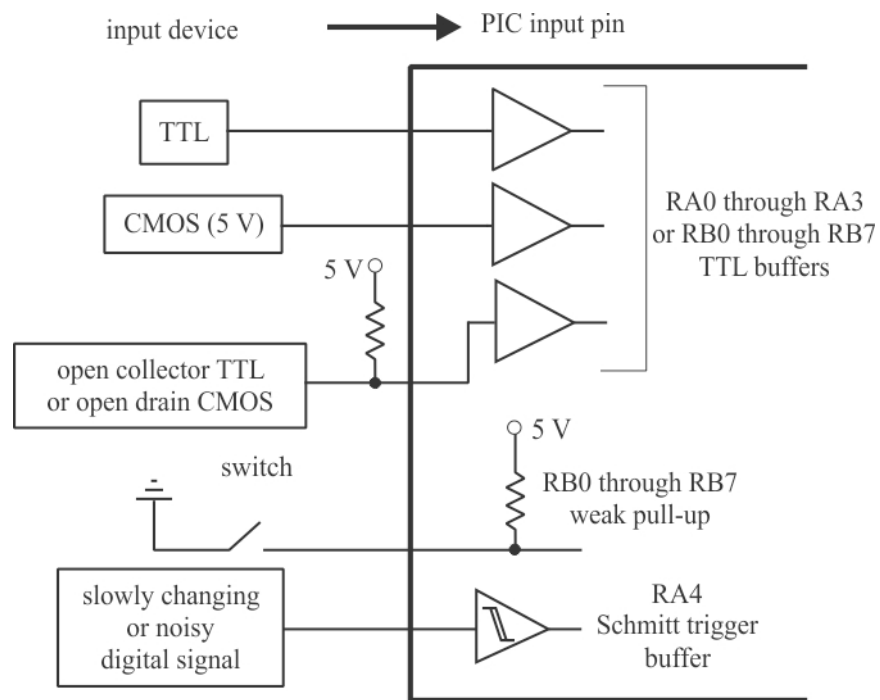 input device
PIC input pin
TTL
CMOS (5 V)
RA0 through RA3
or RB0 through RB7
TTL buffers
5 V
open collector TTL
or open drain CMOS
5 V
switch
RB0 through RB7
weak pull-up
slowly changing
or noisy
digital signal
RA4
Schmitt trigger
buffer